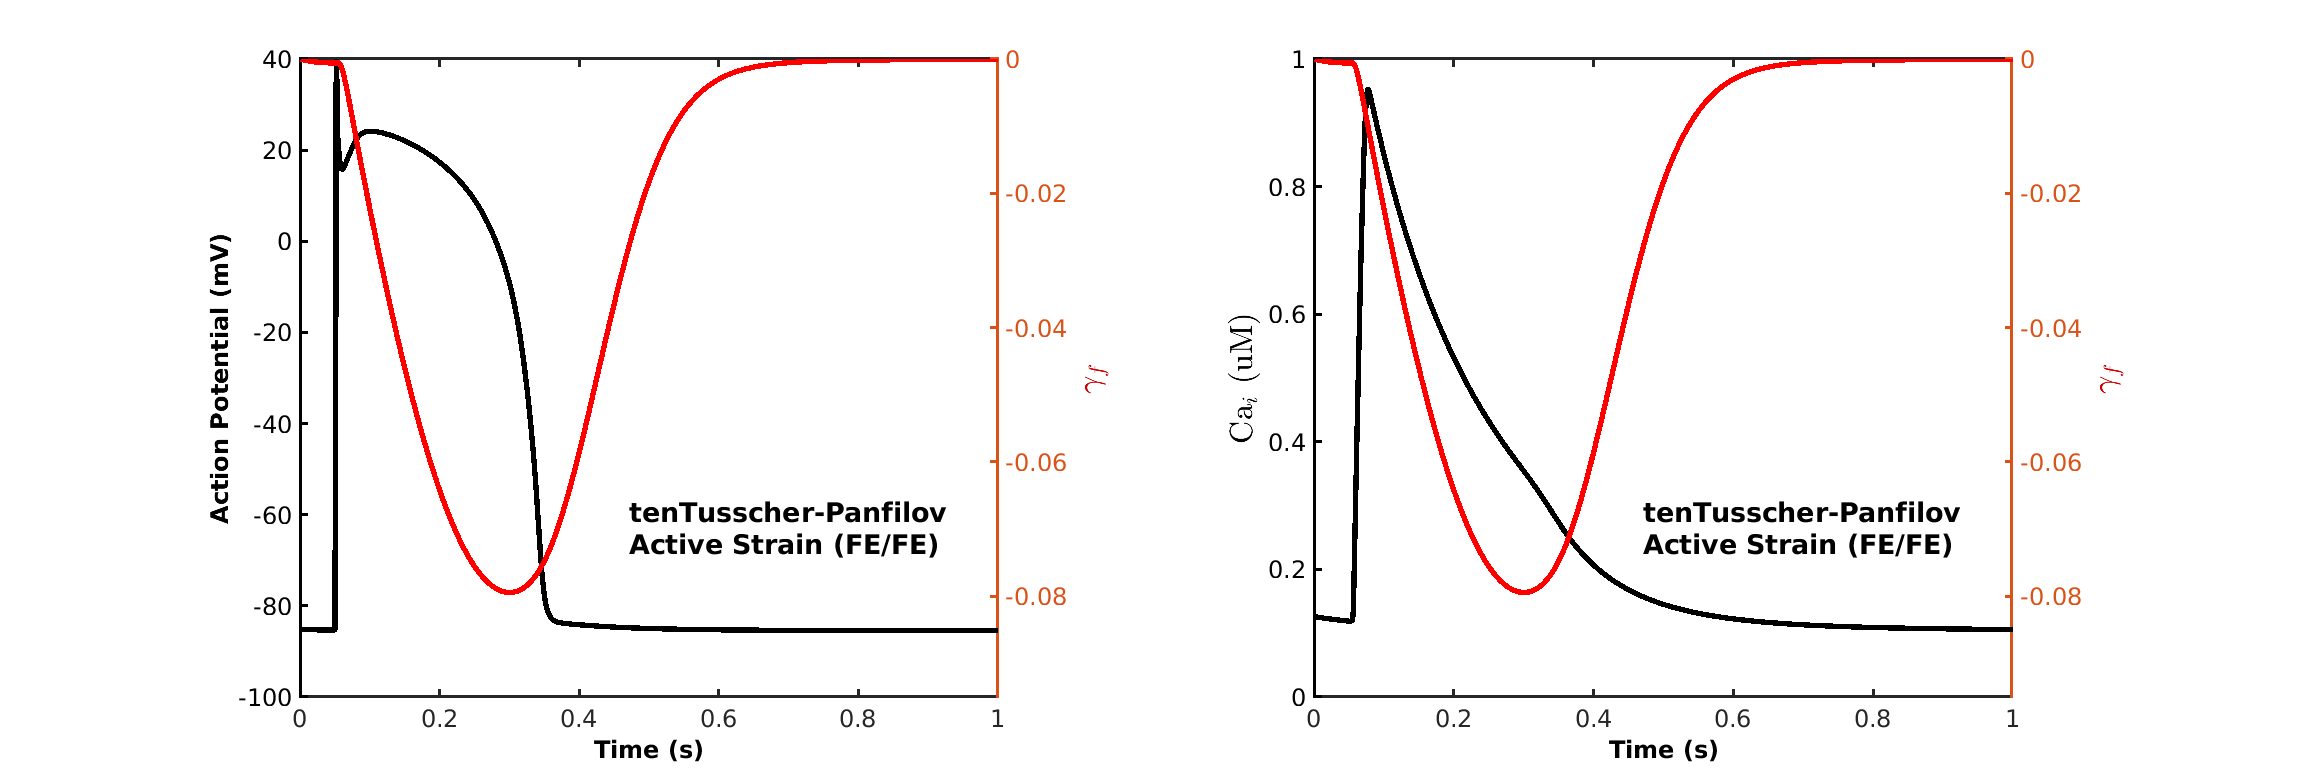 40
20
0
-20
-40
-60
-80
-100
Action Potential (mV)
0
-0.02
-0.04
-0.06
-0.08
γf
tenTusscher-Panfilov
Active Strain (FE/FE)
0 0.2 0.4 0.6 0.8 1
Time (s)
1
0.8
0.6
0.4
0.2
0
Cai (uM)
0
-0.02
-0.04
-0.06
-0.08
γf
tenTusscher-Panfilov
Active Strain (FE/FE)
0 0.2 0.4 0.6 0.8 1
Time (s)